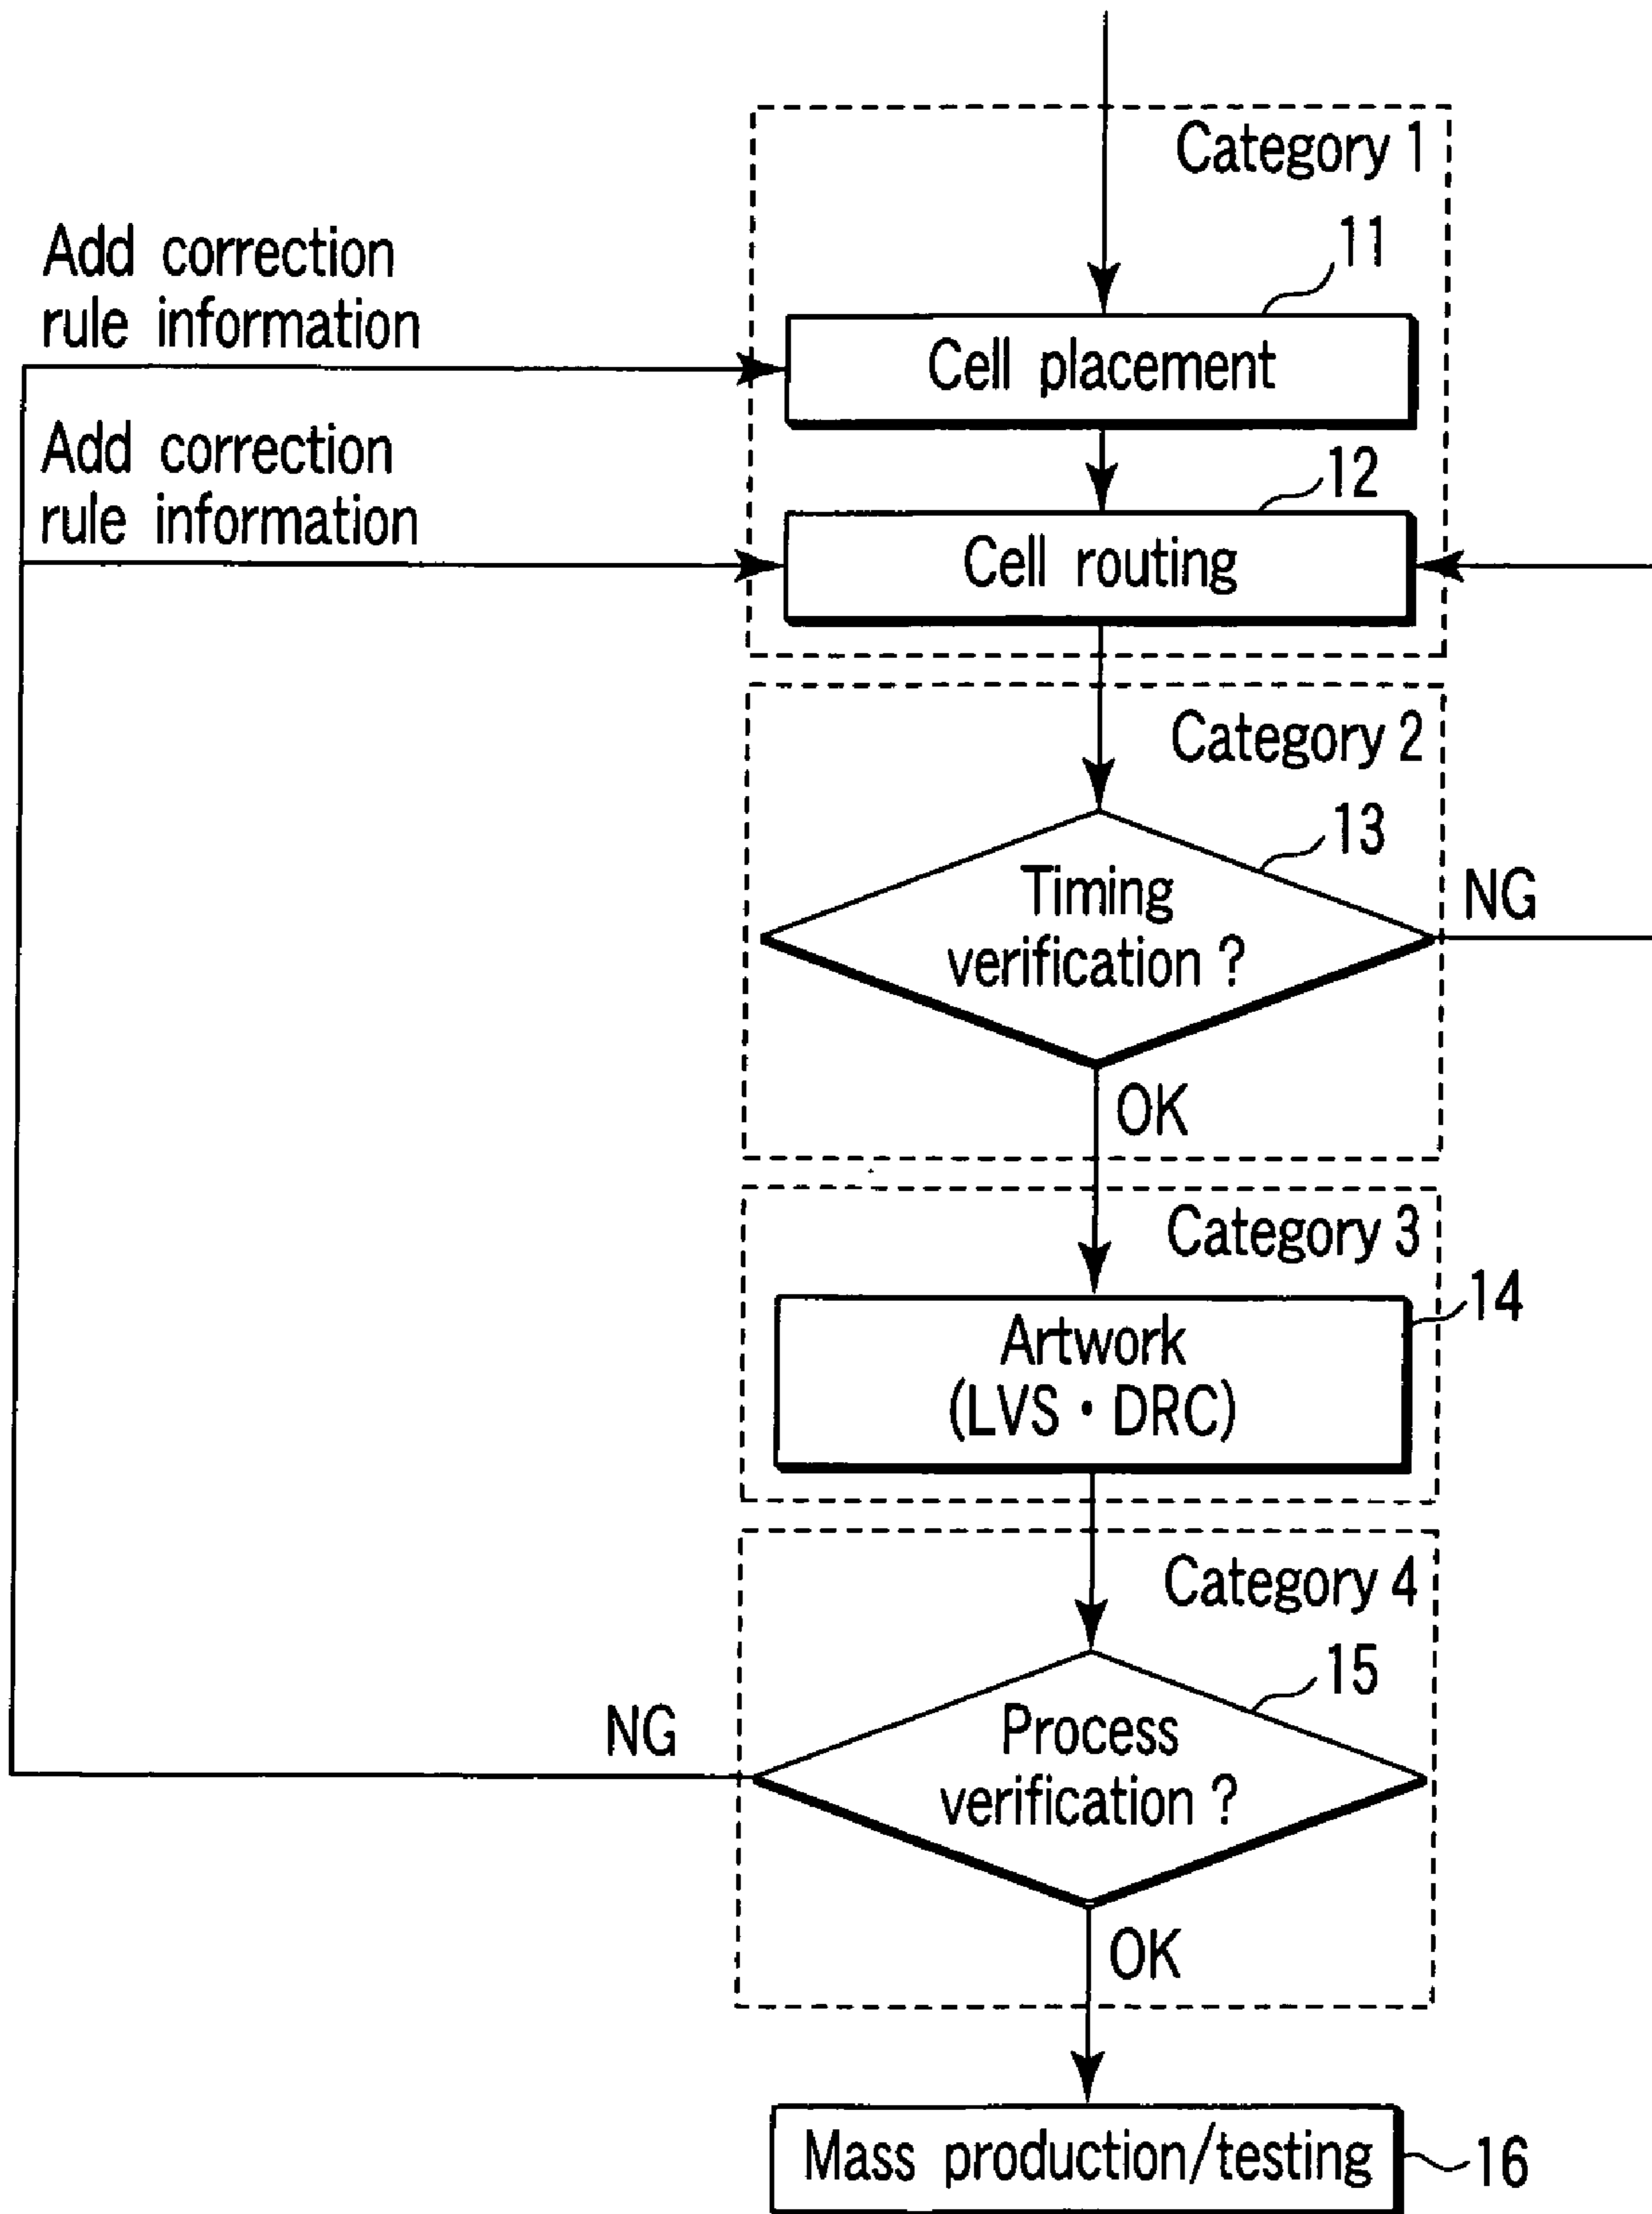 Category 1
11
Add correction
rule information
Cell placement
Add correction
rule information
12
Cell routing
Category 2
13
Timing
verification ?
NG
OK
Category 3
14
Artwork
(LVS・DRC)
Category 4
15
Process
verification ?
NG
OK
Mass production/testing
16